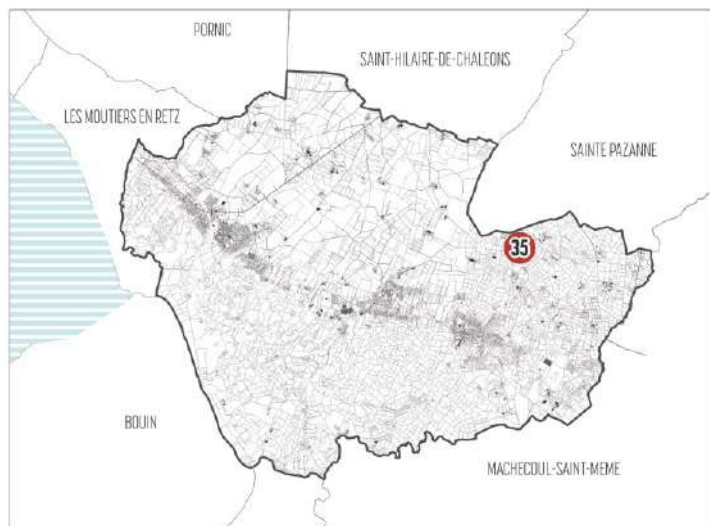 PORNIC
SAINT-HILAIRE-DE-CHALEONS
LES MOUTIERS EN RETZ
SAINTE PAZANNE
35
BOUIN
MACHECOUL-SAINT-MEME